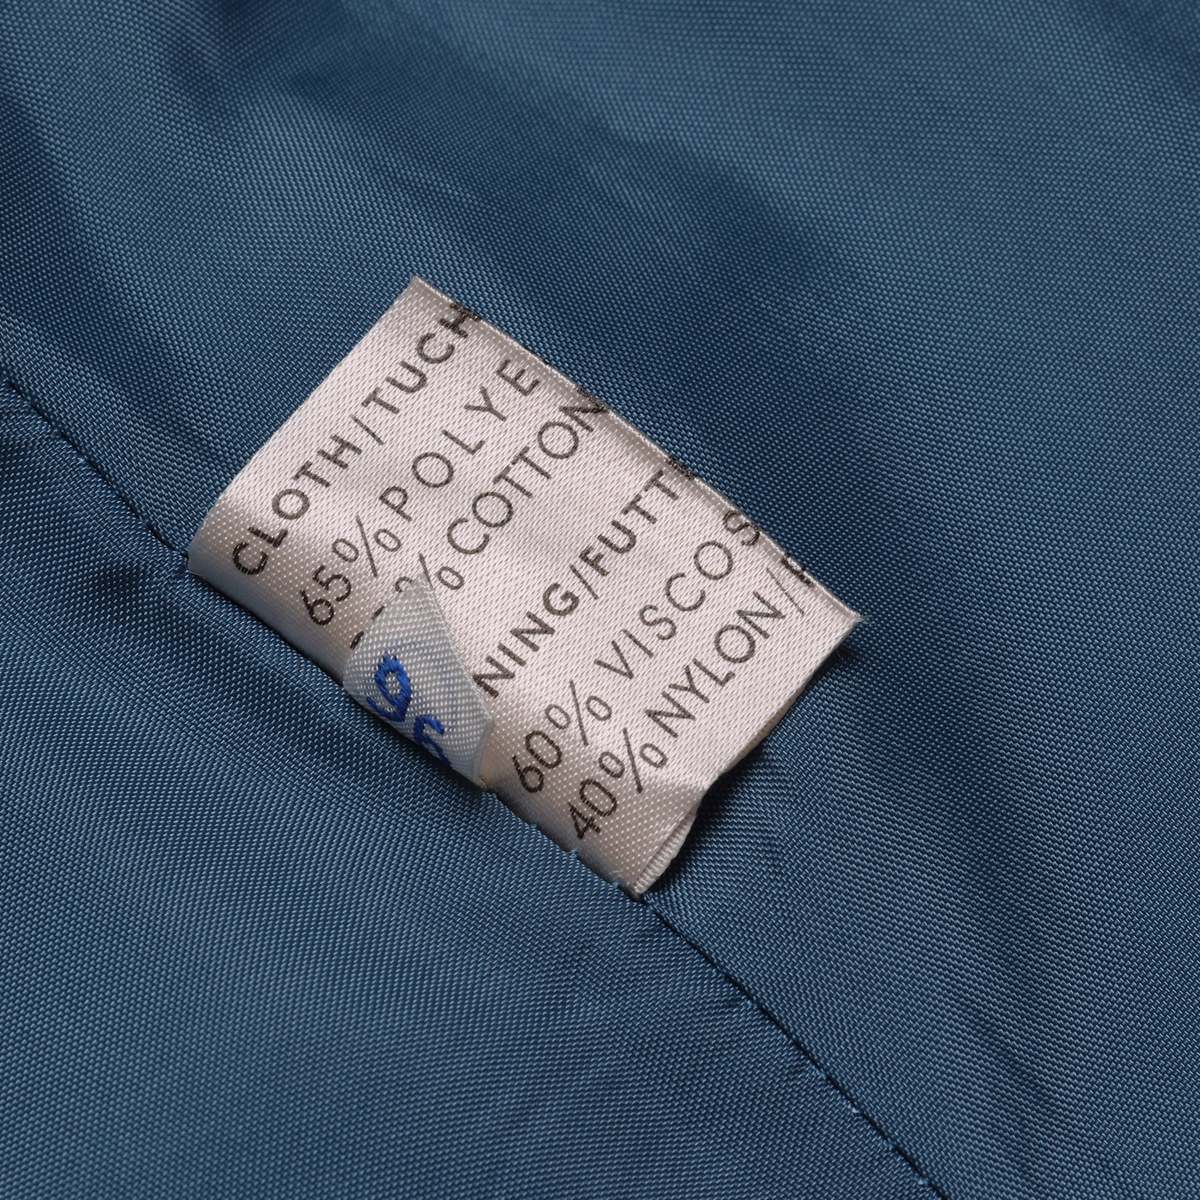 CLOTH/TUCH
65% POLYE
% COTTON
NING/FUTT
60% VISCOS
40% NYLON/
96